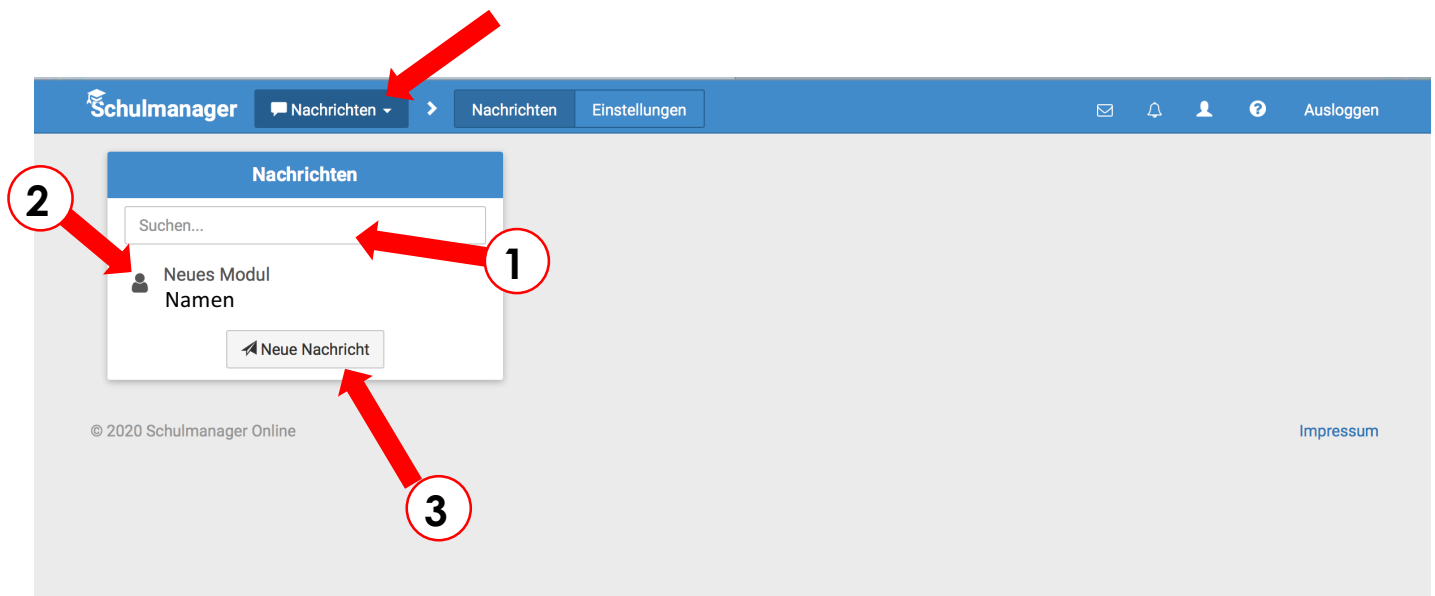 Schulmanager Nachrichten Nachrichten Einstellungen Ausloggen
Nachrichten
2
Suchen...
1
Neues Modul
Namen
Neue Nachricht
© 2020 Schulmanager Online Impressum
3